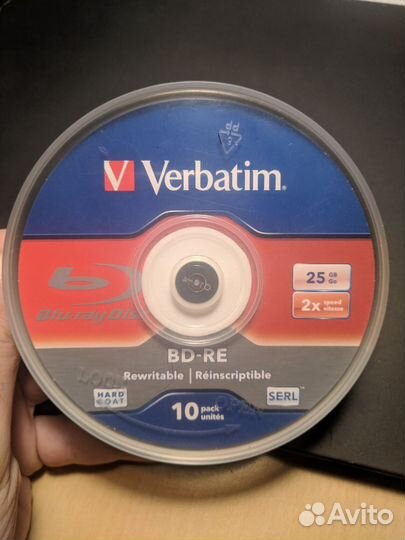 Verbatim
Blu-ray Disc
25 GB Go
2x speed vitesse
BD-RE
Rewritable | Réinscriptible
HARD COAT
SERL
OPEN
10 pack unités
Avito